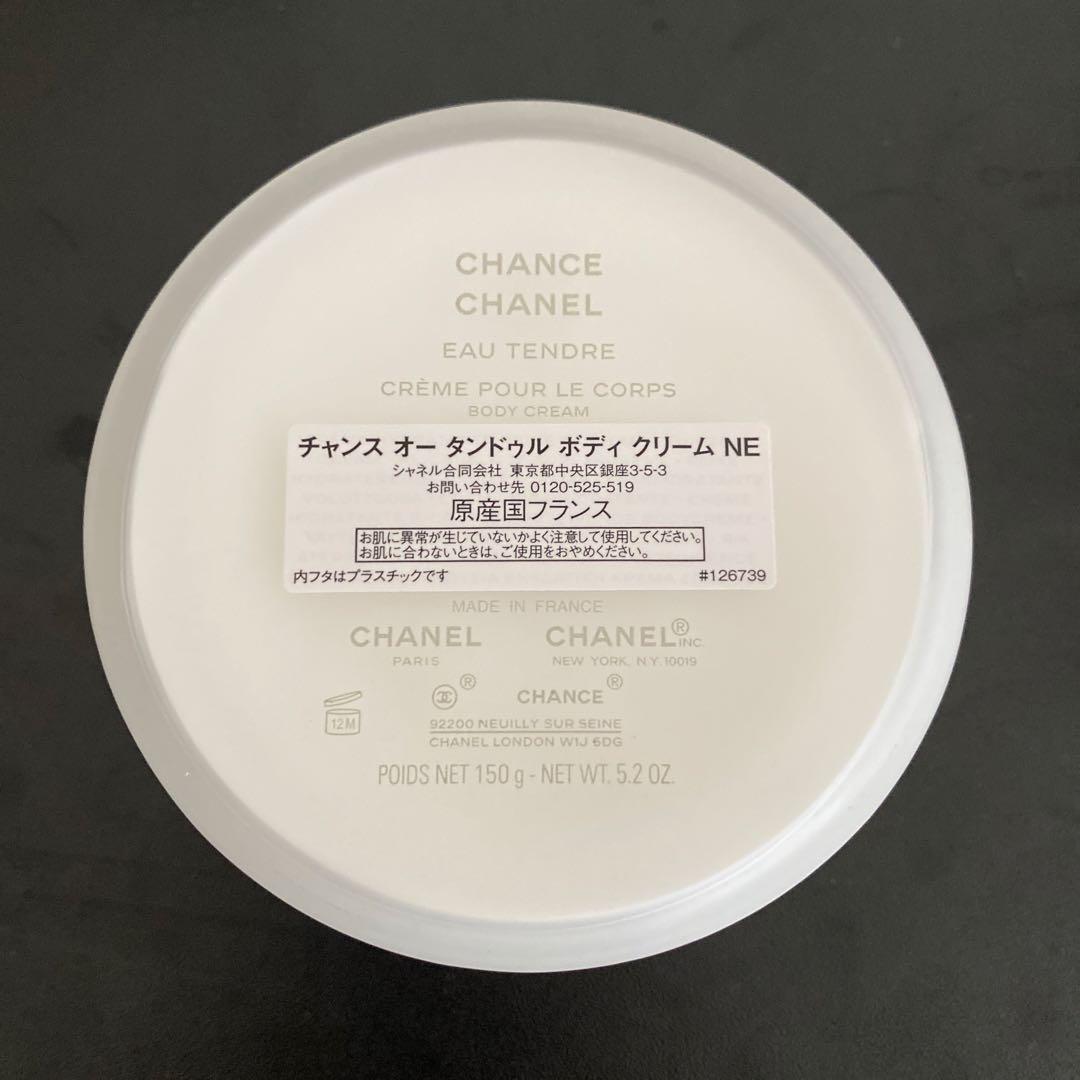 CHANCE
CHANEL
EAU TENDRE
CRÈME POUR LE CORPS
BODY CREAM
チャンス オー タンドゥル ボディ クリーム NE
シャネル合同会社 東京都中央区銀座3-5-3
お問い合わせ先 0120-525-519
原産国フランス
お肌に異常が生じていないかよく注意して使用してください。
お肌に合わないときは、ご使用をおやめください。
内フタはプラスチックです #126739
MADE IN FRANCE
CHANEL CHANEL® INC.
PARIS NEW YORK, N.Y. 10019
® CHANCE®
12M
92200 NEUILLY SUR SEINE
CHANEL LONDON W1J 6DG
POIDS NET 150 g - NET WT. 5.2 OZ.